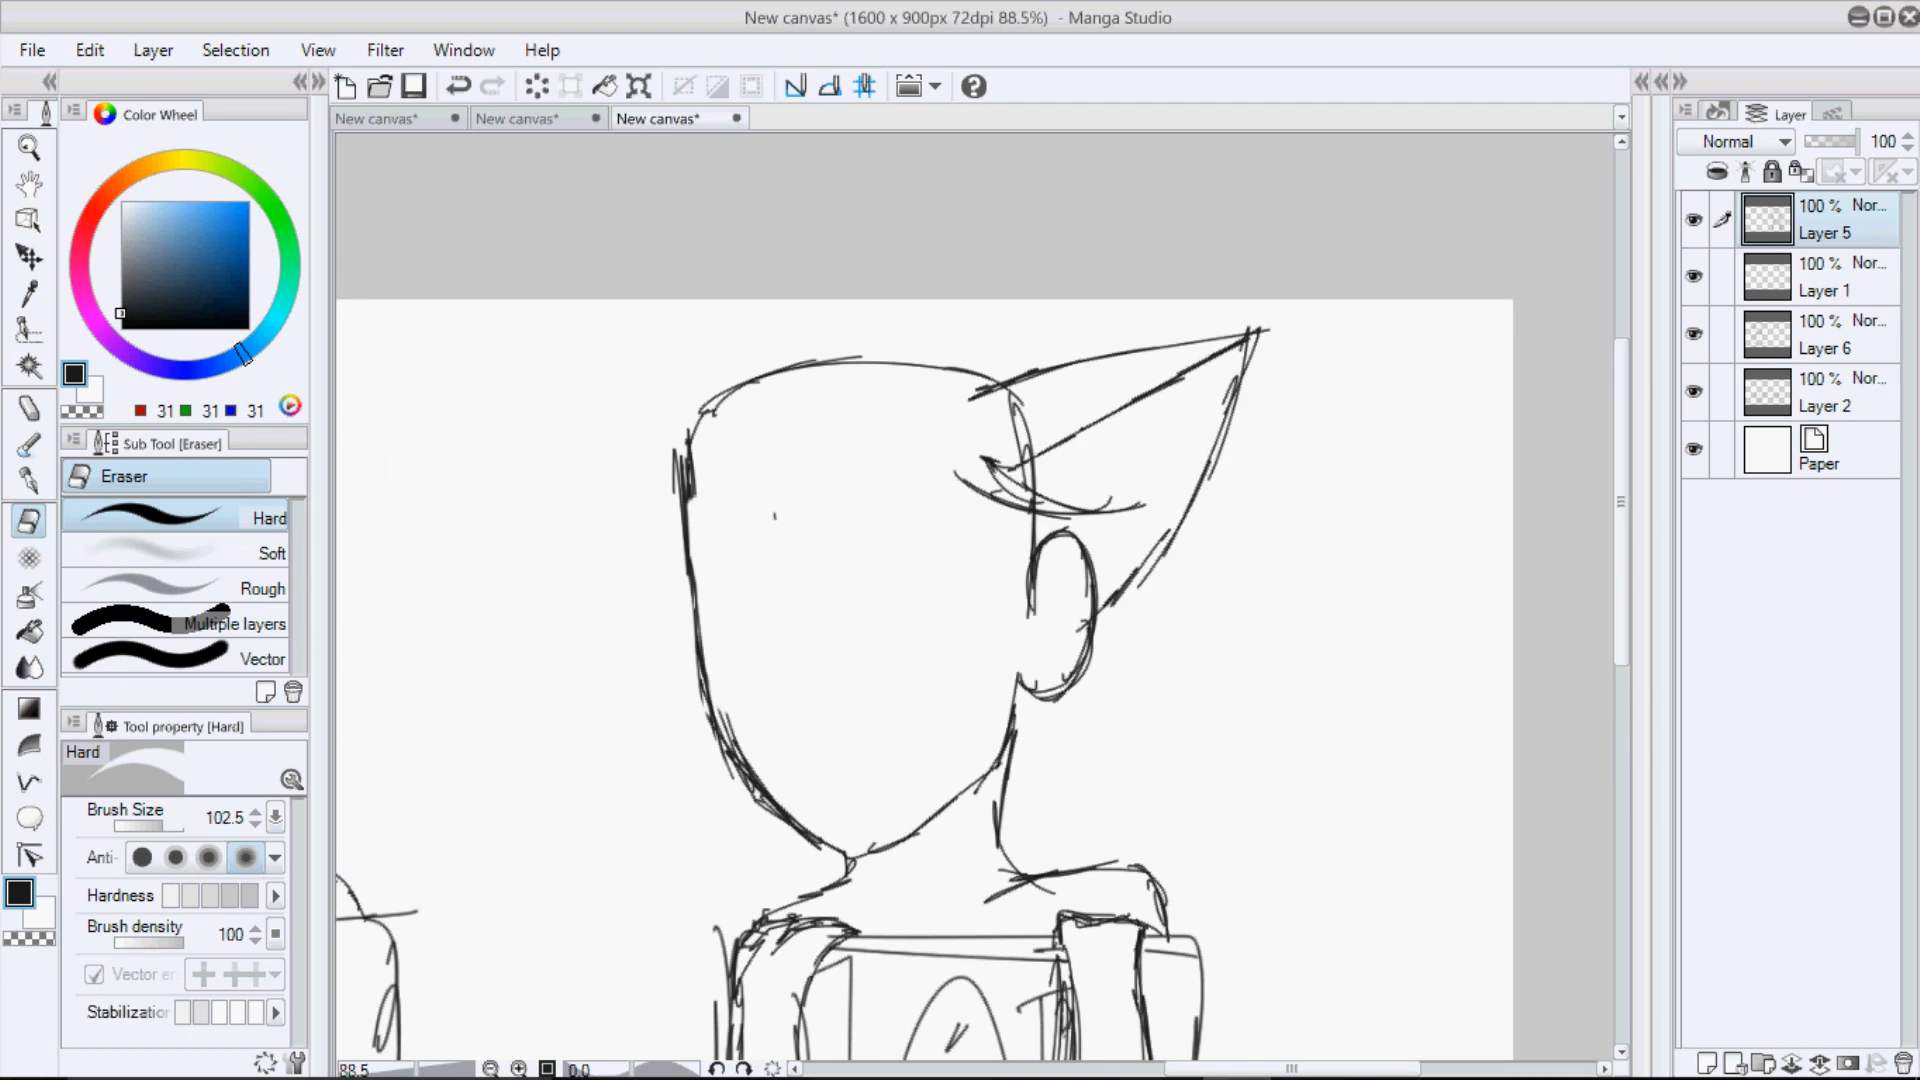 New canvas* (1600 x 900px 72dpi 88.5%)  - Manga Studio
File Edit Layer Selection View Filter Window Help
Color Wheel
New canvas* New canvas* New canvas*
Layer
Normal 100
100 % Nor...
Layer 5
100 % Nor...
Layer 1
100 % Nor...
Layer 6
100 % Nor...
Layer 2
Paper
31 31 31
Sub Tool [Eraser]
Eraser
Hard
Soft
Rough
Multiple layers
Vector
Tool property [Hard]
Hard
Brush Size 102.5
Anti-
Hardness
Brush density 100
Vector er
Stabilization
88.5 0.0